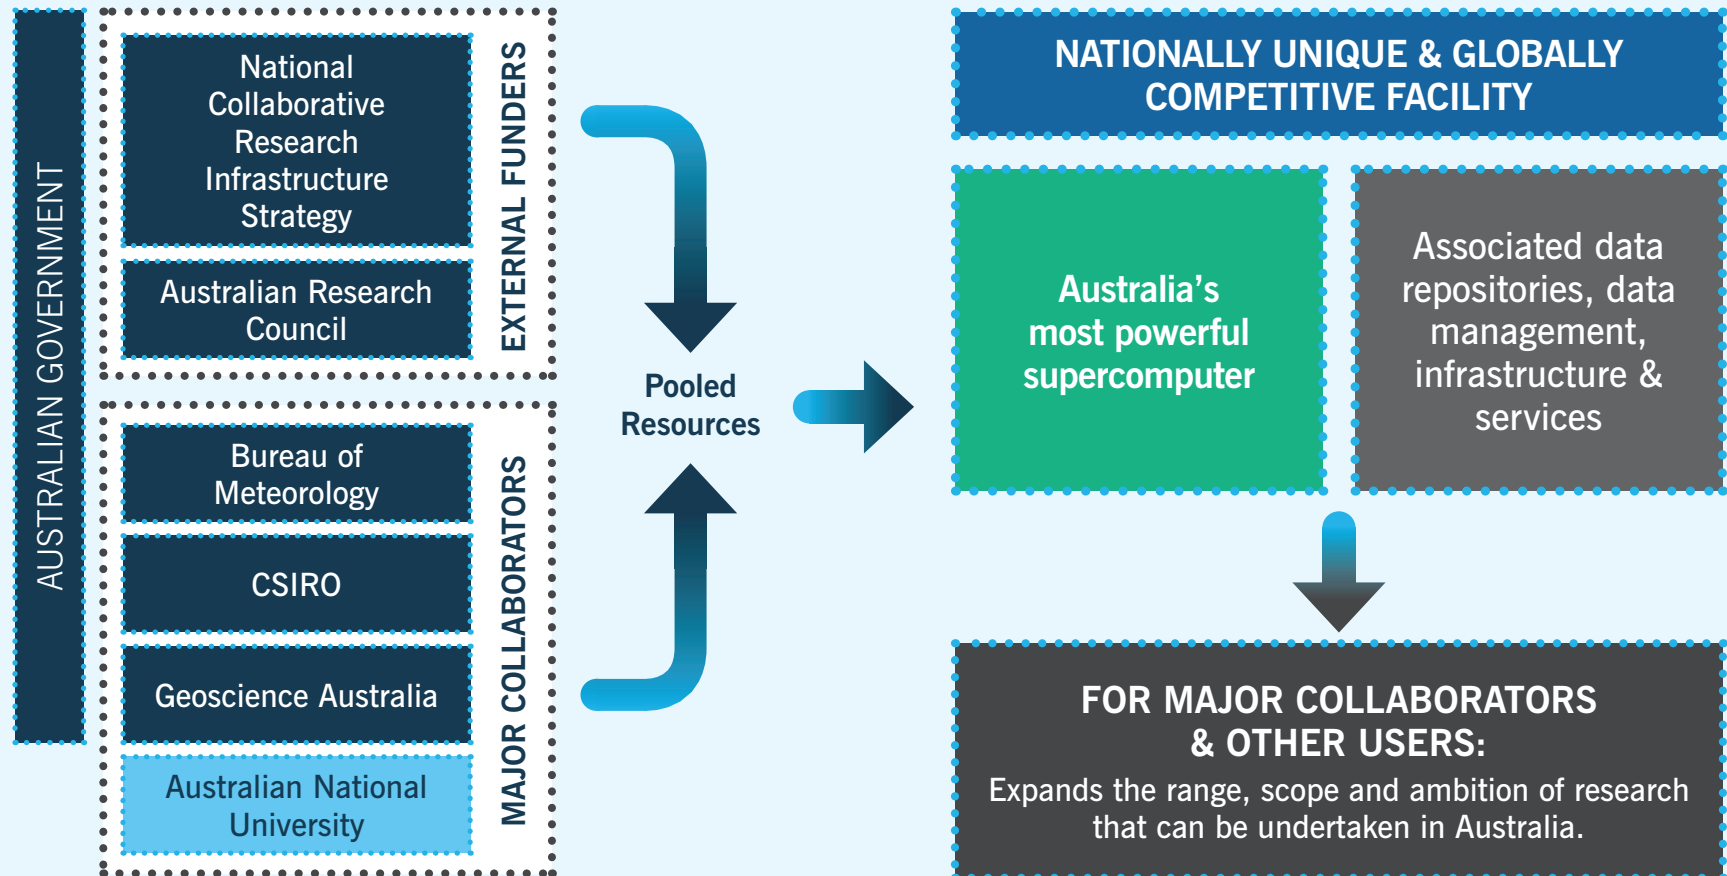 AUSTRALIAN GOVERNMENT
National
Collaborative
Research
Infrastructure
Strategy
Australian Research
Council
EXTERNAL FUNDERS
Bureau of
Meteorology
CSIRO
Geoscience Australia
Australian National
University
MAJOR COLLABORATORS
Pooled
Resources
NATIONALLY UNIQUE & GLOBALLY
COMPETITIVE FACILITY
Australia’s
most powerful
supercomputer
Associated data
repositories, data
management,
infrastructure &
services
FOR MAJOR COLLABORATORS
& OTHER USERS:
Expands the range, scope and ambition of research
that can be undertaken in Australia.